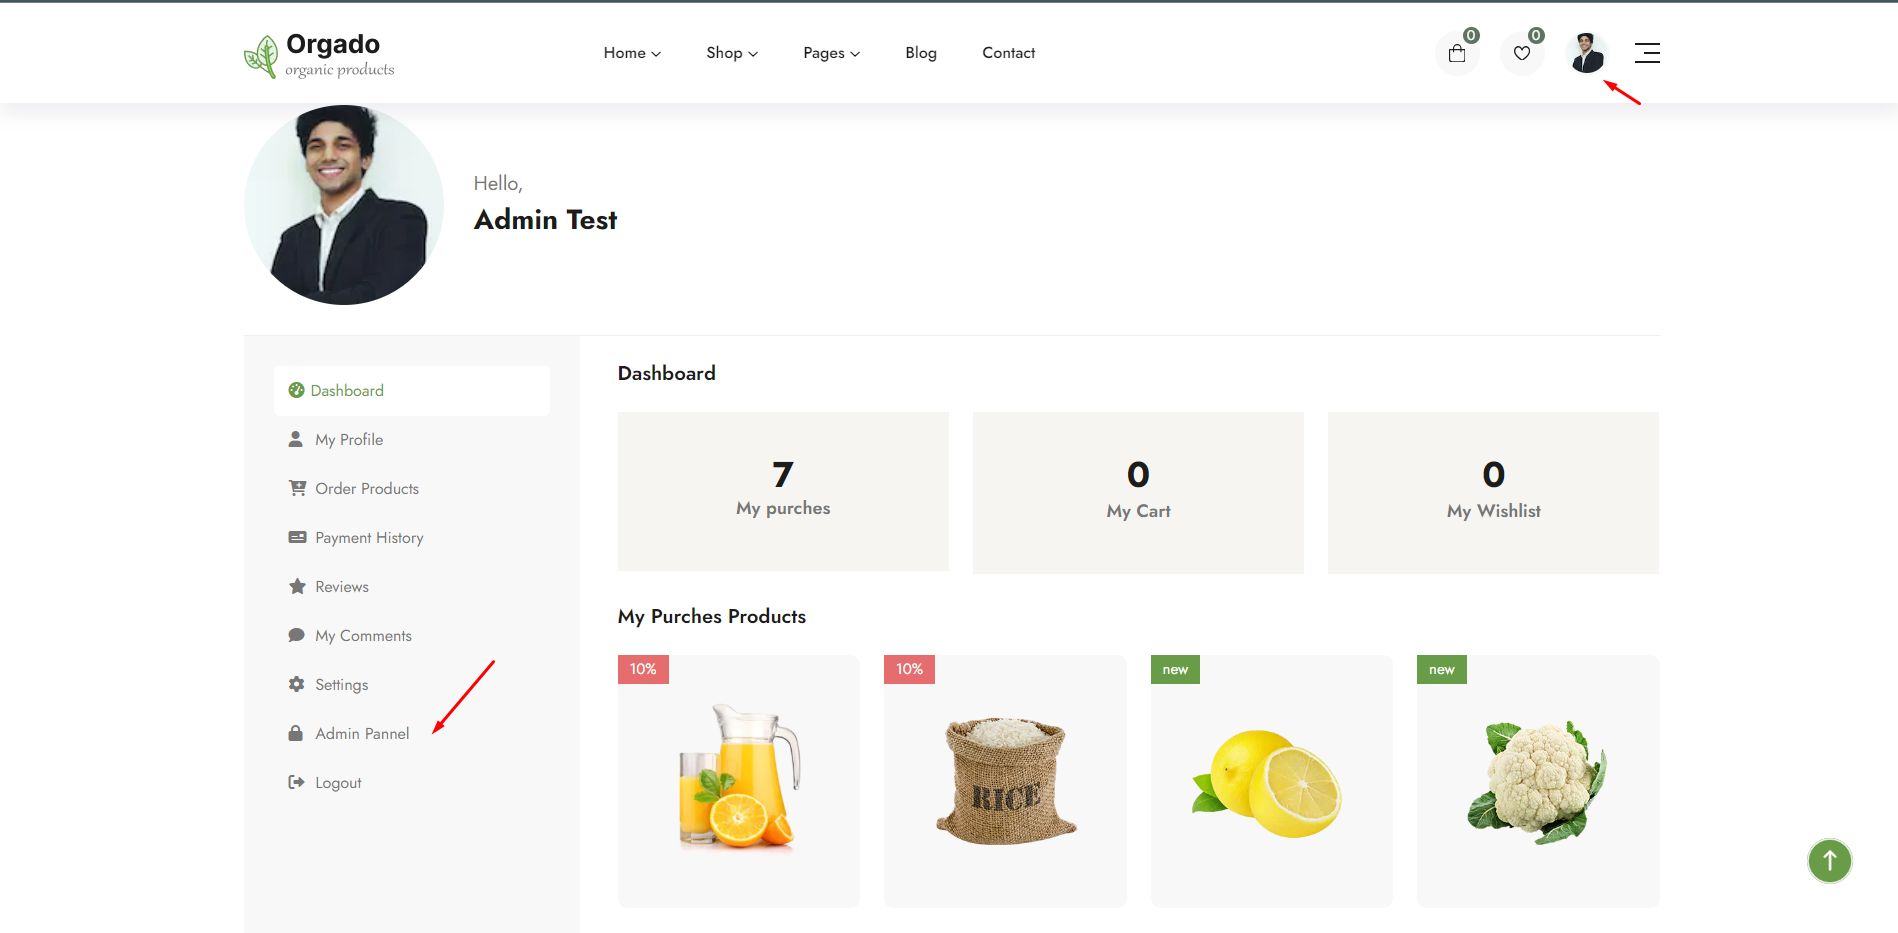 Orgado
organic products
Home
Shop
Pages
Blog
Contact
0
0
Hello,
Admin Test
Dashboard
My Profile
Order Products
Payment History
Reviews
My Comments
Settings
Admin Pannel
Logout
Dashboard
7
My purches
0
My Cart
0
My Wishlist
My Purches Products
10%
10%
new
new
RICE